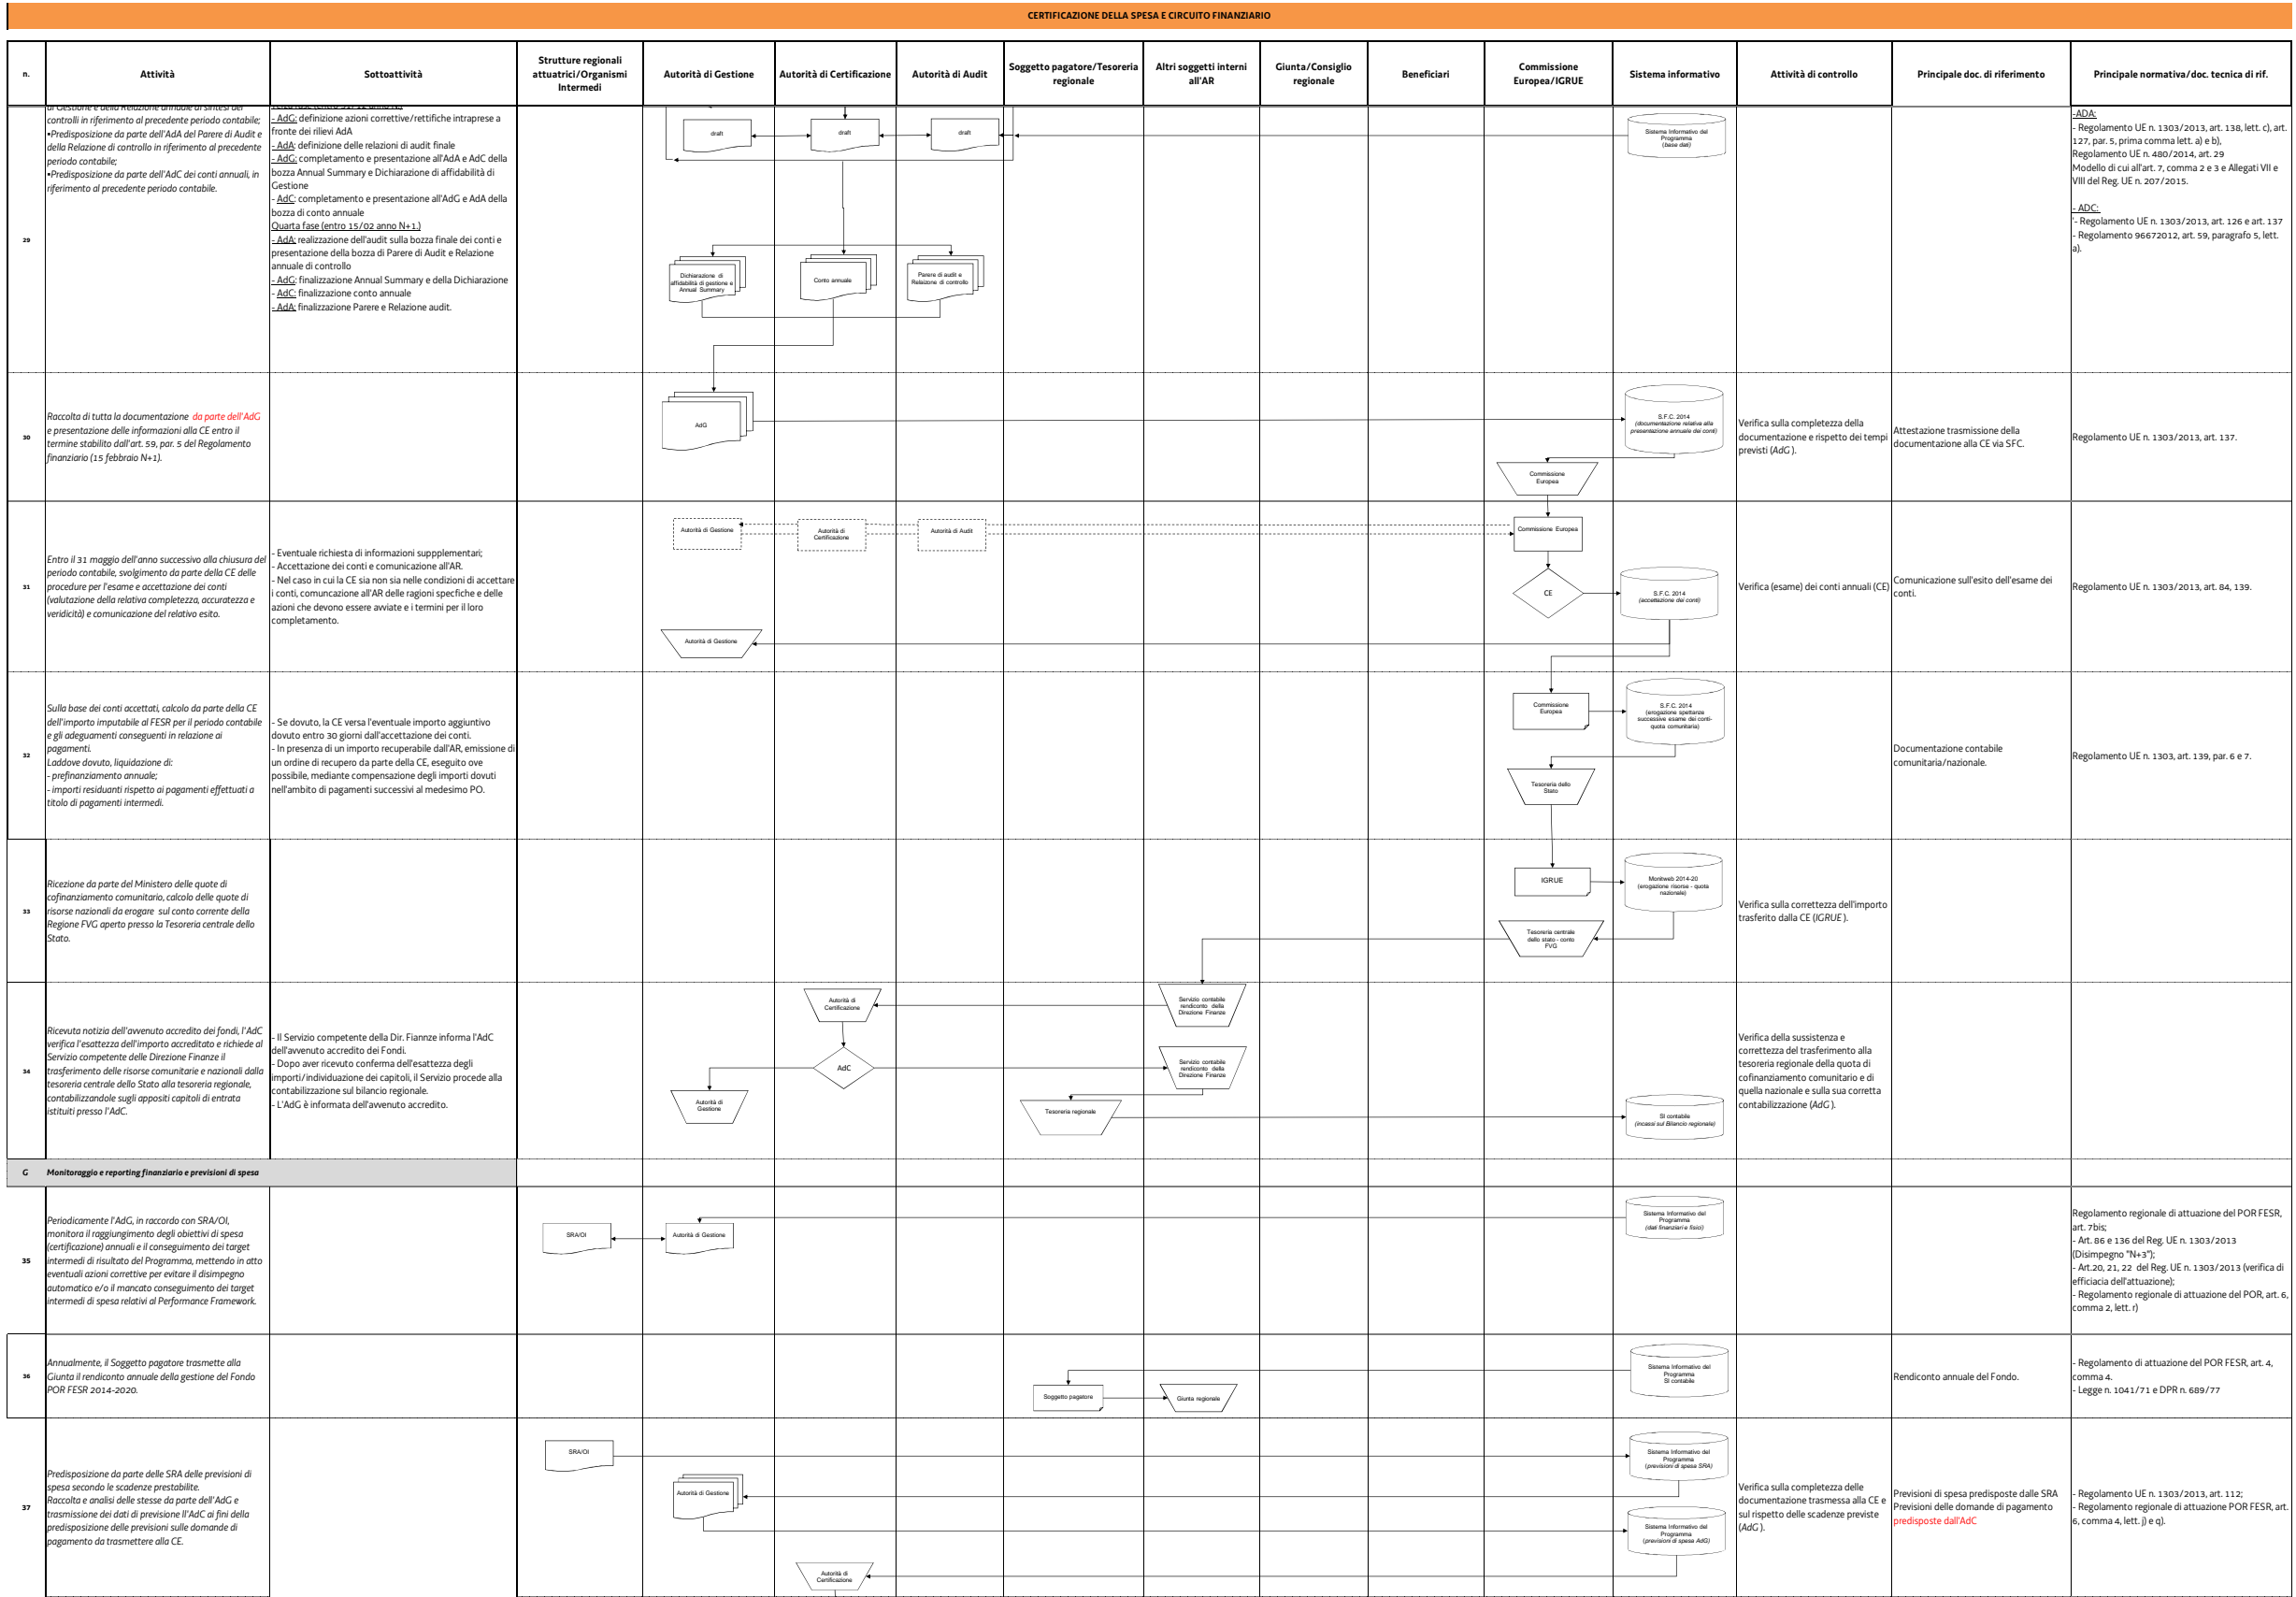 CERTIFICAZIONE DELLA SPESA E CIRCUITO FINANZIARIO
n.
Attività
Sottoattività
Strutture regionali
attuatrici/Organismi
Intermedi
Autorità di Gestione
Autorità di Certificazione
Autorità di Audit
Soggetto pagatore/Tesoreria
regionale
Altri soggetti interni
all'AR
Giunta/Consiglio
regionale
Beneficiari
Commissione
Europea/IGRUE
Sistema informativo
Attività di controllo
Principale doc. di riferimento
Principale normativa/doc. tecnica di rif.
29
di Gestione e della Relazione annuale di sintesi dei
controlli in riferimento al precedente periodo contabile;
•Predisposizione da parte dell'AdA del Parere di Audit e
della Relazione di controllo in riferimento al precedente
periodo contabile;
•Predisposizione da parte dell'AdC dei conti annuali, in
riferimento al precedente periodo contabile.
Terza fase (entro 31/12 anno N.)
- AdG: definizione azioni correttive/rettifiche intraprese a
fronte dei rilievi AdA
- AdA: definizione delle relazioni di audit finale
- AdG: completamento e presentazione all'AdA e AdC della
bozza Annual Summary e Dichiarazione di affidabilità di
Gestione
- AdC: completamento e presentazione all'AdG e AdA della
bozza di conto annuale
Quarta fase (entro 15/02 anno N+1.)
- AdA: realizzazione dell'audit sulla bozza finale dei conti e
presentazione della bozza di Parere di Audit e Relazione
annuale di controllo
- AdG: finalizzazione Annual Summary e della Dichiarazione
- AdC: finalizzazione conto annuale
- AdA: finalizzazione Parere e Relazione audit.
draft
draft
draft
Sistema Informativo del
Programma
(base dati)
Dichiarazione di
affidabilità di gestione e
Annual Summary
Conto annuale
Parere di audit e
Relaizone di controllo
-ADA:
- Regolamento UE n. 1303/2013, art. 138, lett. c), art.
127, par. 5, prima comma lett. a) e b),
Regolamento UE n. 480/2014, art. 29
Modello di cui all'art. 7, comma 2 e 3 e Allegati VII e
VIII del Reg. UE n. 207/2015.
- ADC:
'- Regolamento UE n. 1303/2013, art. 126 e art. 137
- Regolamento 96672012, art. 59, paragrafo 5, lett.
a).
30
Raccolta di tutta la documentazione da parte dell'AdG
e presentazione delle informazioni alla CE entro il
termine stabilito dall'art. 59, par. 5 del Regolamento
finanziario (15 febbraio N+1).
AdG
S.F.C. 2014
(documentazione relativa alla
presentazione annuale dei conti)
Commissione
Europea
Verifica sulla completezza della
documentazione e rispetto dei tempi
previsti (AdG ).
Attestazione trasmissione della
documentazione alla CE via SFC.
Regolamento UE n. 1303/2013, art. 137.
31
Entro il 31 maggio dell'anno successivo alla chiusura del
periodo contabile, svolgimento da parte della CE delle
procedure per l'esame e accettazione dei conti
(valutazione della relativa completezza, accuratezza e
veridicità) e comunicazione del relativo esito.
- Eventuale richiesta di informazioni suppplementari;
- Accettazione dei conti e comunicazione all'AR.
- Nel caso in cui la CE sia non sia nelle condizioni di accettare
i conti, comuncazione all'AR delle ragioni specfiche e delle
azioni che devono essere avviate e i termini per il loro
completamento.
Autorità di Gestione
Autorità di
Certificazione
Autorità di Audit
Commissione Europea
CE
S.F.C. 2014
(accettazione dei conti)
Autorità di Gestione
Verifica (esame) dei conti annuali (CE)
Comunicazione sull'esito dell'esame dei
conti.
Regolamento UE n. 1303/2013, art. 84, 139.
32
Sulla base dei conti accettati, calcolo da parte della CE
dell'importo imputabile al FESR per il periodo contabile
e gli adeguamenti conseguenti in relazione ai
pagamenti.
Laddove dovuto, liquidazione di:
- prefinanziamento annuale;
- importi residuanti rispetto ai pagamenti effettuati a
titolo di pagamenti intermedi.
- Se dovuto, la CE versa l'eventuale importo aggiuntivo
dovuto entro 30 giorni dall'accettazione dei conti.
- In presenza di un importo recuperabile dall'AR, emissione di
un ordine di recupero da parte della CE, eseguito ove
possibile, mediante compensazione degli importi dovuti
nell'ambito di pagamenti successivi al medesimo PO.
Commissione
Europea
S.F.C. 2014
(erogazione spettanze
successive esame dei conti-
quota comunitaria)
Tesoreria dello
Stato
Documentazione contabile
comunitaria/nazionale.
Regolamento UE n. 1303, art. 139, par. 6 e 7.
33
Ricezione da parte del Ministero delle quote di
cofinanziamento comunitario, calcolo delle quote di
risorse nazionali da erogare sul conto corrente della
Regione FVG aperto presso la Tesoreria centrale dello
Stato.
IGRUE
Monitweb 2014-20
(erogazione risorse - quota
nazionale)
Tesoreria centrale
dello stato - conto
FVG
Verifica sulla correttezza dell'importo
trasferito dalla CE (IGRUE ).
34
Ricevuta notizia dell'avvenuto accredito dei fondi, l'AdC
verifica l'esattezza dell'importo accreditato e richiede al
Servizio competente delle Direzione Finanze il
trasferimento delle risorse comunitarie e nazionali dalla
tesoreria centrale dello Stato alla tesoreria regionale,
contabilizzandole sugli appositi capitoli di entrata
istituiti presso l'AdC.
- Il Servizio competente della Dir. Fiannze informa l'AdC
dell'avvenuto accredito dei Fondi.
- Dopo aver ricevuto conferma dell'esattezza degli
importi/individuazione dei capitoli, il Servizio procede alla
contabilizzazione sul bilancio regionale.
- L'AdG è informata dell'avvenuto accredito.
Autorità di
Certificazione
Servizio contabile
rendiconto della
Direzione Finanze
AdC
Servizio contabile
rendiconto della
Direzione Finanze
Autorità di
Gestione
Tesoreria regionale
SI contabile
(incassi sul Bilancio regionale)
Verifica della sussistenza e
correttezza del trasferimento alla
tesoreria regionale della quota di
cofinanziamento comunitario e di
quella nazionale e sulla sua corretta
contabilizzazione (AdG ).
G Monitoraggio e reporting finanziario e previsioni di spesa
35
Periodicamente l'AdG, in raccordo con SRA/OI,
monitora il raggiungimento degli obiettivi di spesa
(certificazione) annuali e il conseguimento dei target
intermedi di risultato del Programma, mettendo in atto
eventuali azioni correttive per evitare il disimpegno
automatico e/o il mancato conseguimento dei target
intermedi di spesa relativi al Performance Framework.
SRA/OI
Autorità di Gestione
Sistema Informativo del
Programma
(dati finanziari e fisici)
Regolamento regionale di attuazione del POR FESR,
art. 7bis;
- Art. 86 e 136 del Reg. UE n. 1303/2013
(Disimpegno "N+3");
- Art.20, 21, 22 del Reg. UE n. 1303/2013 (verifica di
efficiacia dell'attuazione);
- Regolamento regionale di attuazione del POR, art. 6,
comma 2, lett. r)
36
Annualmente, il Soggetto pagatore trasmette alla
Giunta il rendiconto annuale della gestione del Fondo
POR FESR 2014-2020.
Soggetto pagatore
Giunta regionale
Sistema Informativo del
Programma
SI contabile
Rendiconto annuale del Fondo.
- Regolamento di attuazione del POR FESR, art. 4,
comma 4.
- Legge n. 1041/71 e DPR n. 689/77
37
Predisposizione da parte delle SRA delle previsioni di
spesa secondo le scadenze prestabilite.
Raccolta e analisi delle stesse da parte dell'AdG e
trasmissione dei dati di previsione ll'AdC ai fini della
predisposizione delle previsioni sulle domande di
pagamento da trasmettere alla CE.
SRA/OI
Sistema Informativo del
Programma
(previsioni di spesa SRA)
Autorità di Gestione
Sistema Informativo del
Programma
(previsioni di spesa AdG)
Autorità di
Certificazione
Verifica sulla completezza delle
documentazione trasmessa alla CE e
sul rispetto delle scadenze previste
(AdG ).
Previsioni di spesa predisposte dalle SRA
Previsioni delle domande di pagamento
predisposte dall'AdC
- Regolamento UE n. 1303/2013, art. 112;
- Regolamento regionale di attuazione POR FESR, art.
6, comma 4, lett. j) e q).